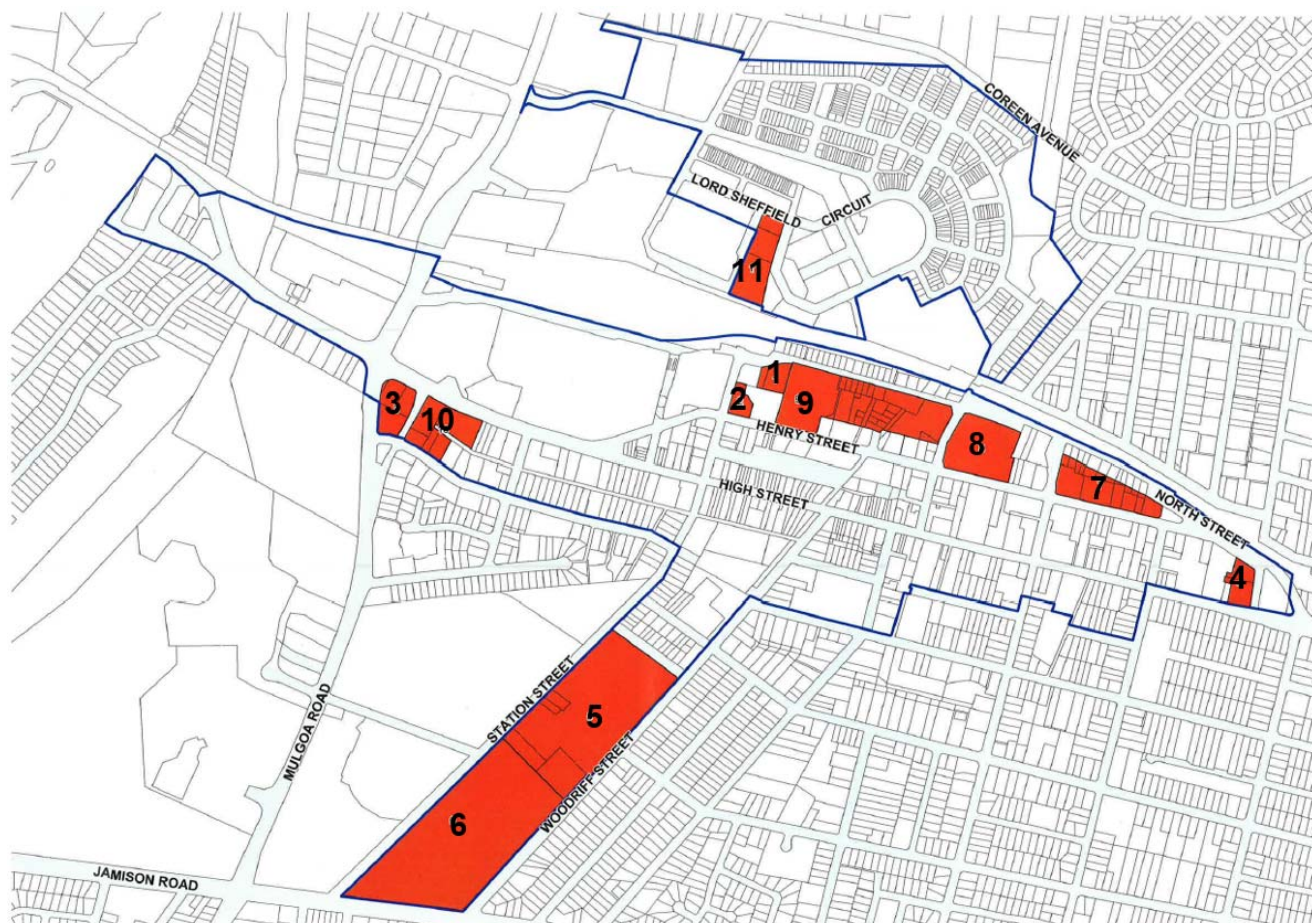 COREEN AVENUE
LORD SHEFFIELD
CIRCUIT
11
1
2
9
3
10
HENRY STREET
8
HIGH STREET
7
NORTH STREET
4
STATION STREET
5
MULGOA ROAD
WOODRIFF STREET
6
JAMISON ROAD